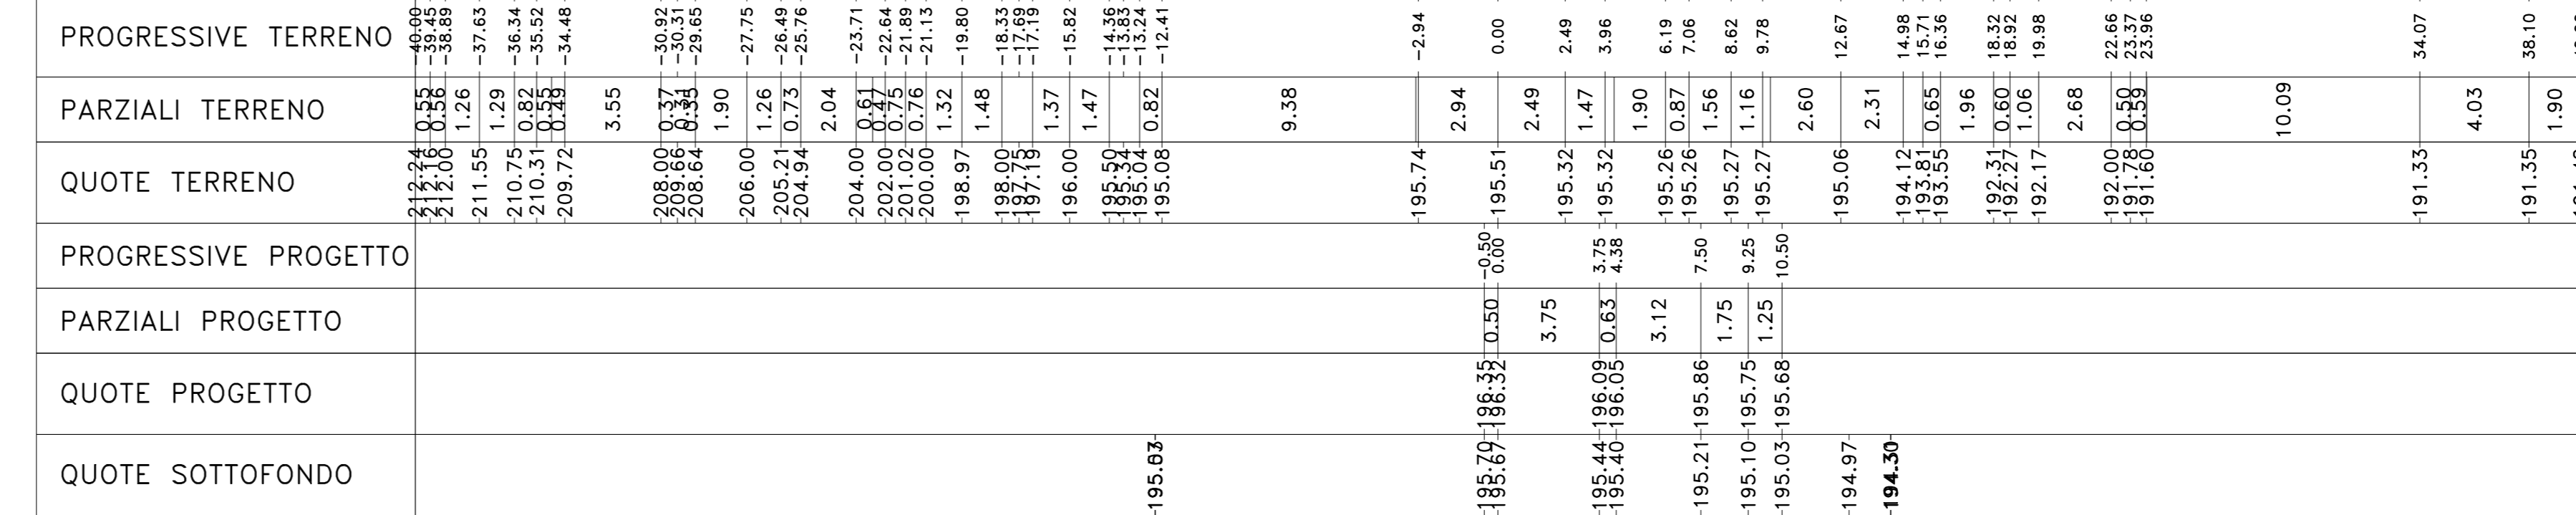 PROGRESSIVE TERRENO -40.00 -39.45 -38.89 -37.63 -36.34 -35.52 -34.48 -30.92 -30.31 -29.65 -27.75 -26.49 -25.76 -23.71 -22.64 -21.89 -21.13 -19.80 -18.33 -17.69 -17.19 -15.82 -14.36 -13.83 -13.24 -12.41 -2.94 0.00 2.49 3.96 6.19 7.06 8.62 9.78 12.67 14.98 15.71 16.36 18.32 18.92 19.98 22.66 23.37 23.96 34.07 38.10
PARZIALI TERRENO 0.55 0.56 1.26 1.29 0.82 0.55 0.49 3.55 0.37 0.31 0.35 1.90 1.26 0.73 2.04 0.61 0.47 0.75 0.76 1.32 1.48 1.37 1.47 0.82 9.38 2.94 2.49 1.47 1.90 0.87 1.56 1.16 2.60 2.31 0.65 1.96 0.60 1.06 2.68 0.50 0.59 10.09 4.03 1.90
QUOTE TERRENO 212.24 212.16 212.00 211.55 210.75 210.31 209.72 208.00 209.66 208.64 206.00 205.21 204.94 204.00 202.00 201.02 200.00 198.97 198.00 197.75 197.19 196.00 195.50 195.34 195.04 195.08 195.74 195.51 195.32 195.32 195.26 195.26 195.27 195.27 195.06 194.12 193.81 193.55 192.31 192.27 192.17 192.00 191.78 191.60 191.33 191.35
PROGRESSIVE PROGETTO -0.50 0.00 3.75 4.38 7.50 9.25 10.50
PARZIALI PROGETTO 0.50 3.75 0.63 3.12 1.75 1.25
QUOTE PROGETTO 196.35 196.32 196.09 196.05 195.86 195.75 195.68
QUOTE SOTTOFONDO 195.70 195.67 195.44 195.40 195.21 195.10 195.03 194.97